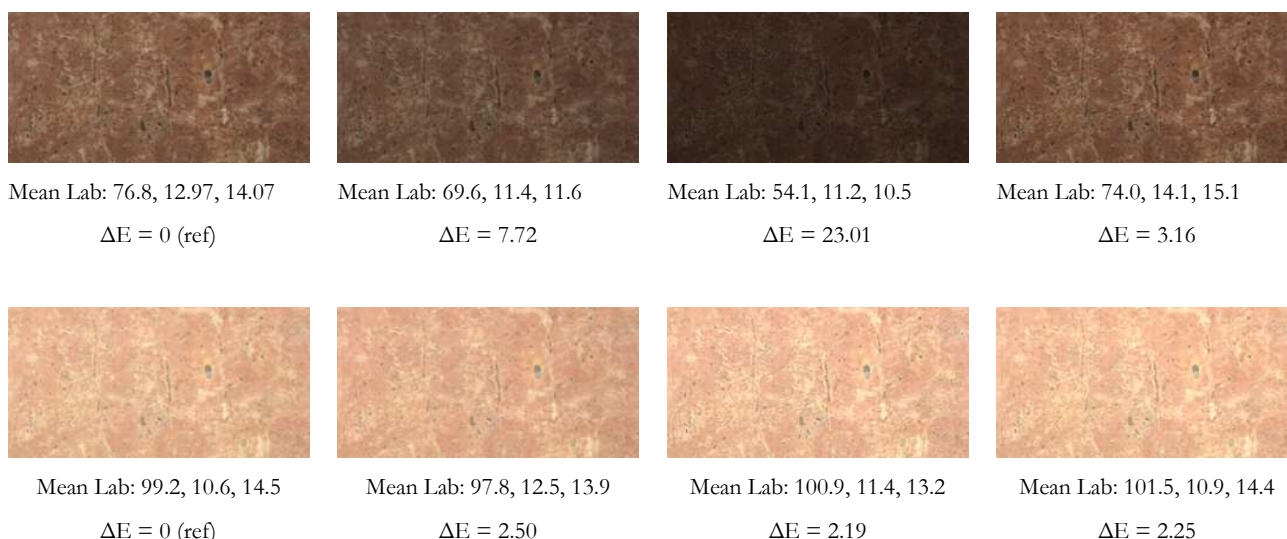 Mean Lab: 76.8, 12.97, 14.07
ΔE = 0 (ref)
Mean Lab: 69.6, 11.4, 11.6
ΔE = 7.72
Mean Lab: 54.1, 11.2, 10.5
ΔE = 23.01
Mean Lab: 74.0, 14.1, 15.1
ΔE = 3.16
Mean Lab: 99.2, 10.6, 14.5
ΔE = 0 (ref)
Mean Lab: 97.8, 12.5, 13.9
ΔE = 2.50
Mean Lab: 100.9, 11.4, 13.2
ΔE = 2.19
Mean Lab: 101.5, 10.9, 14.4
ΔE = 2.25